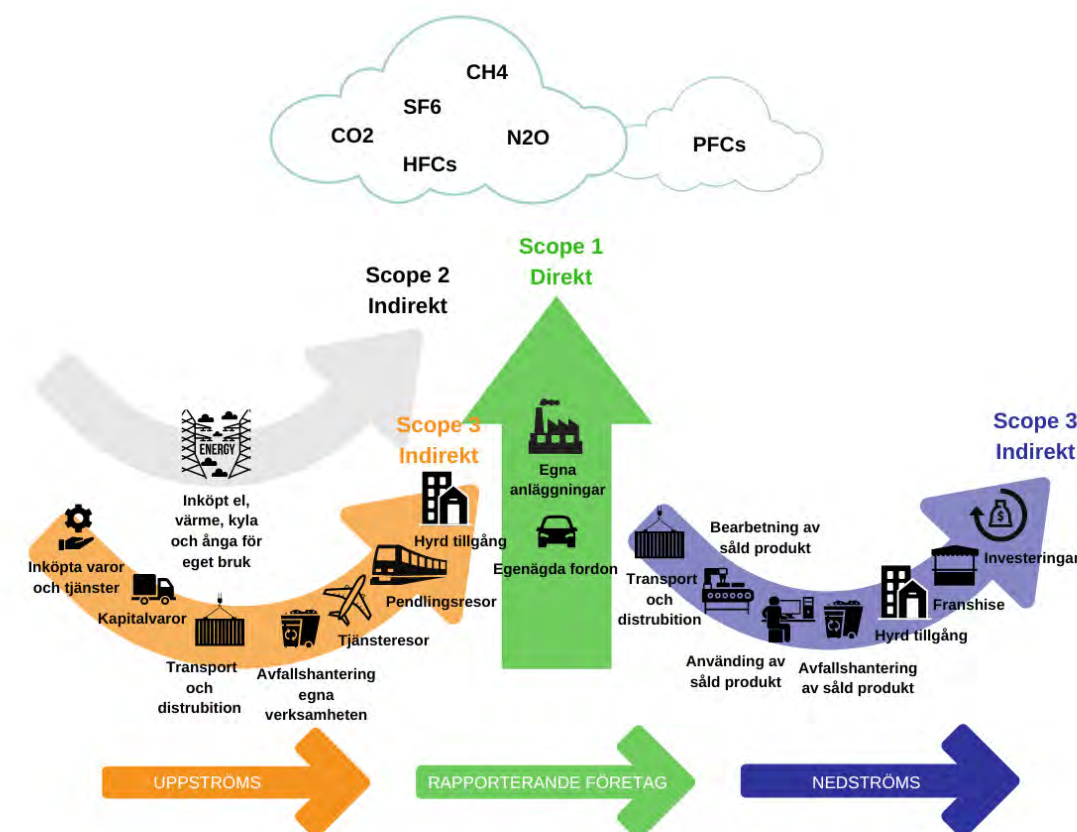 CH4
SF6
CO2
N2O
HFCs
PFCs
Scope 1
Direkt
Scope 2
Indirekt
ENERGY
Inköpt el,
värme, kyla
och ånga för
eget bruk
Scope 3
Indirekt
Inköpta varor
och tjänster
Kapitalvaror
Transport
och
distrubition
Avfallshantering
egna
verksamheten
Tjänsteresor
Pendlingsresor
Hyrd tillgång
Egna
anläggningar
Egenägda fordon
Scope 3
Indirekt
Transport
och
distrubition
Bearbetning av
såld produkt
Använding av
såld produkt
Avfallshantering
av såld produkt
Hyrd tillgång
Franshise
$
Investeringar
UPPSTRÖMS
RAPPORTERANDE FÖRETAG
NEDSTRÖMS